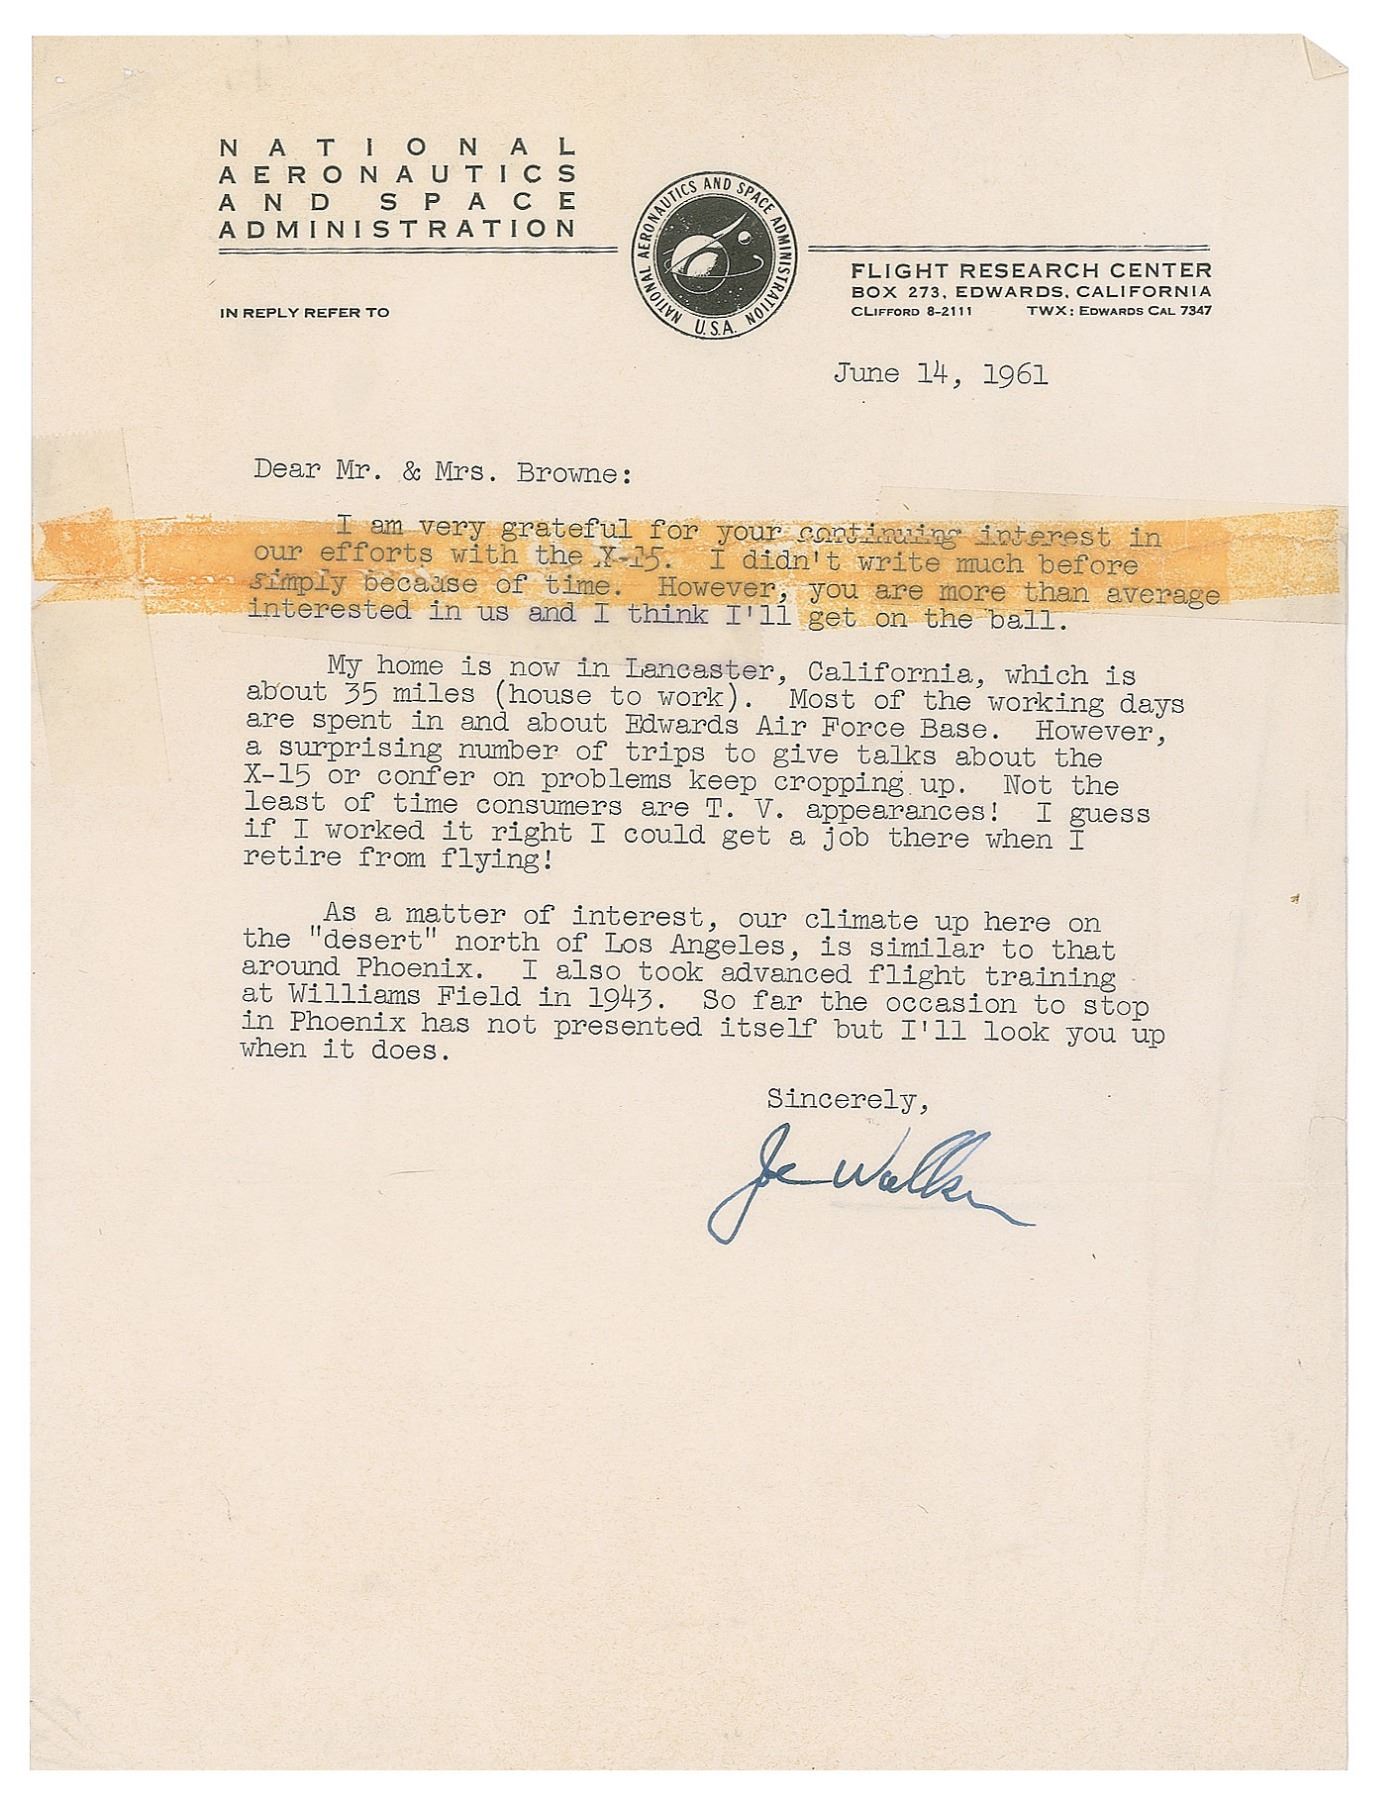 NATIONAL
AERONAUTICS
AND SPACE
ADMINISTRATION
NATIONAL AERONAUTICS AND SPACE ADMINISTRATION
U.S.A.
FLIGHT RESEARCH CENTER
BOX 273, EDWARDS, CALIFORNIA
CLIFFORD 8-2111 TWX: EDWARDS CAL 7347
IN REPLY REFER TO
June 14, 1961
Dear Mr. & Mrs. Browne:
I am very grateful for your continuing interest in
our efforts with the X-15. I didn't write much before
simply because of time. However, you are more than average
interested in us and I think I'll get on the ball.
My home is now in Lancaster, California, which is
about 35 miles (house to work). Most of the working days
are spent in and about Edwards Air Force Base. However,
a surprising number of trips to give talks about the
X-15 or confer on problems keep cropping up. Not the
least of time consumers are T. V. appearances! I guess
if I worked it right I could get a job there when I
retire from flying!
As a matter of interest, our climate up here on
the "desert" north of Los Angeles, is similar to that
around Phoenix. I also took advanced flight training
at Williams Field in 1943. So far the occasion to stop
in Phoenix has not presented itself but I'll look you up
when it does.
Sincerely,
Joe Walker